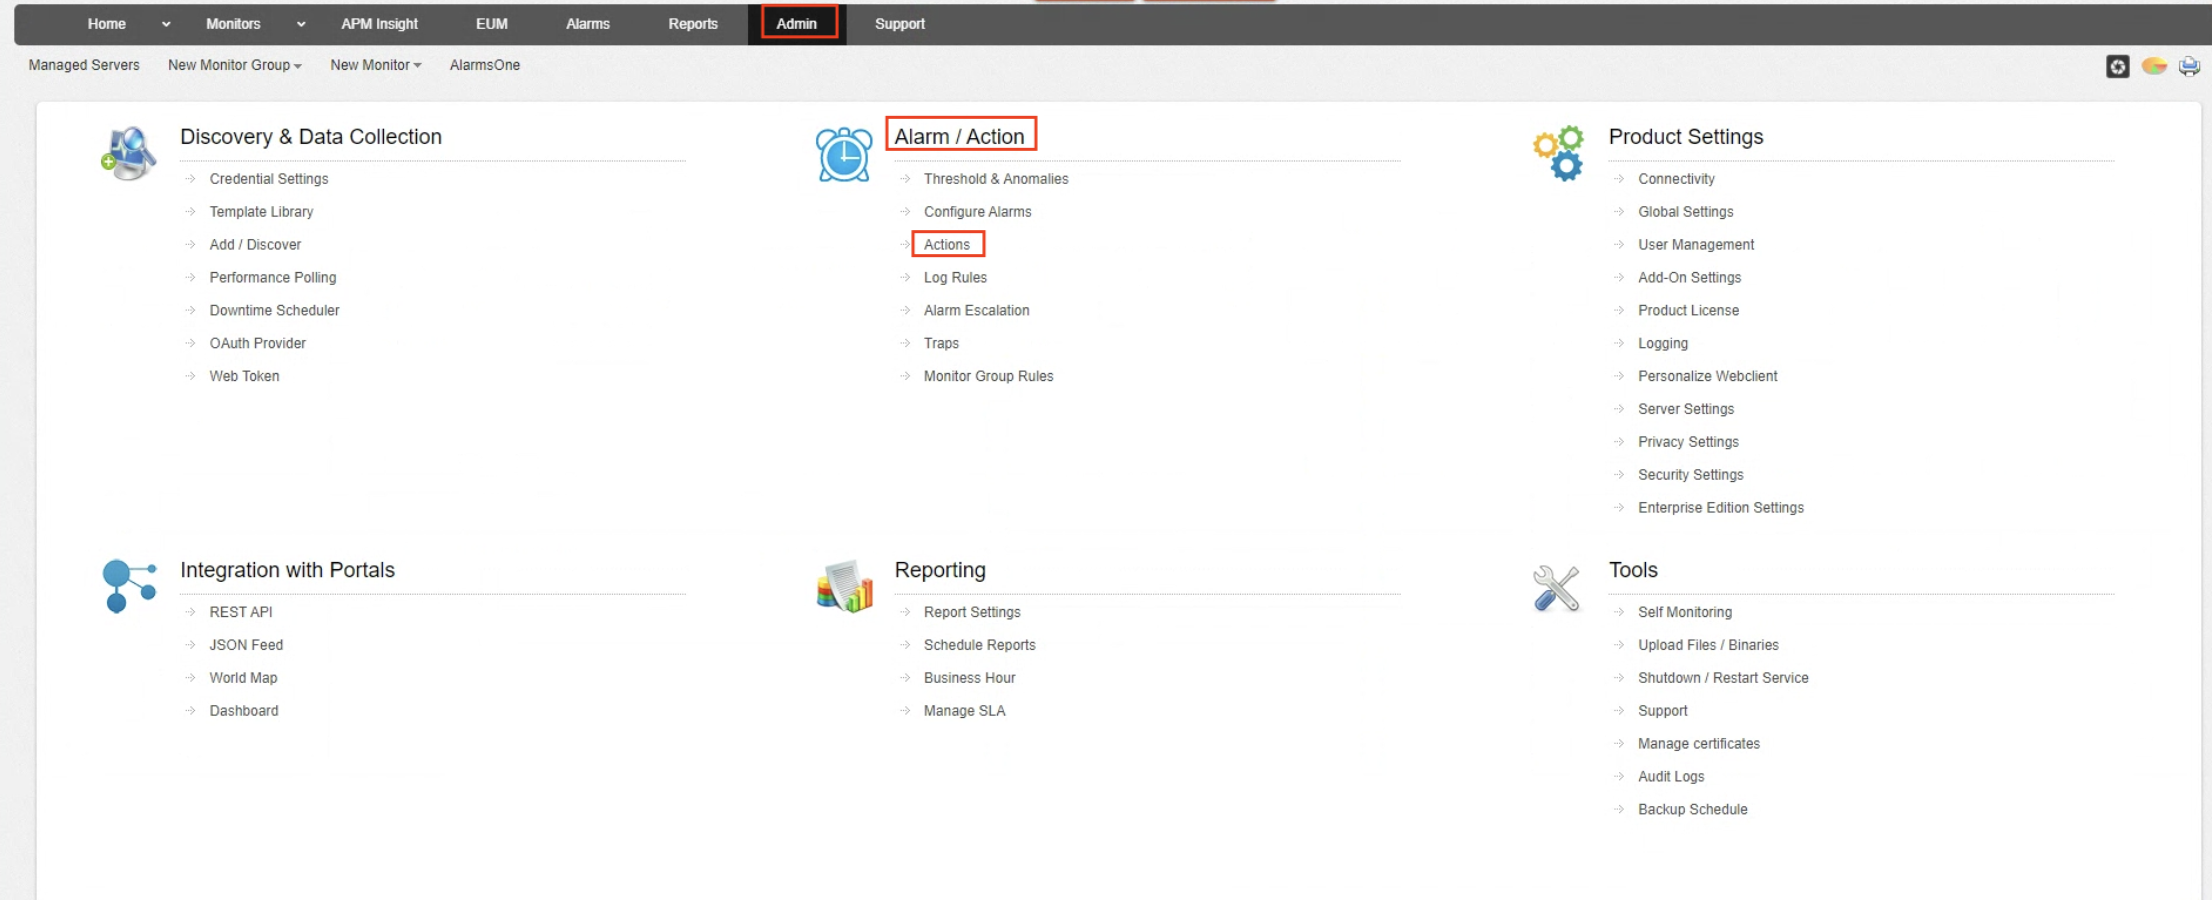 Home Monitors APM Insight EUM Alarms Reports Admin Support
Managed Servers New Monitor Group New Monitor AlarmsOne
Discovery & Data Collection
Credential Settings
Template Library
Add / Discover
Performance Polling
Downtime Scheduler
OAuth Provider
Web Token
Alarm / Action
Threshold & Anomalies
Configure Alarms
Actions
Log Rules
Alarm Escalation
Traps
Monitor Group Rules
Product Settings
Connectivity
Global Settings
User Management
Add-On Settings
Product License
Logging
Personalize Webclient
Server Settings
Privacy Settings
Security Settings
Enterprise Edition Settings
Integration with Portals
REST API
JSON Feed
World Map
Dashboard
Reporting
Report Settings
Schedule Reports
Business Hour
Manage SLA
Tools
Self Monitoring
Upload Files / Binaries
Shutdown / Restart Service
Support
Manage certificates
Audit Logs
Backup Schedule